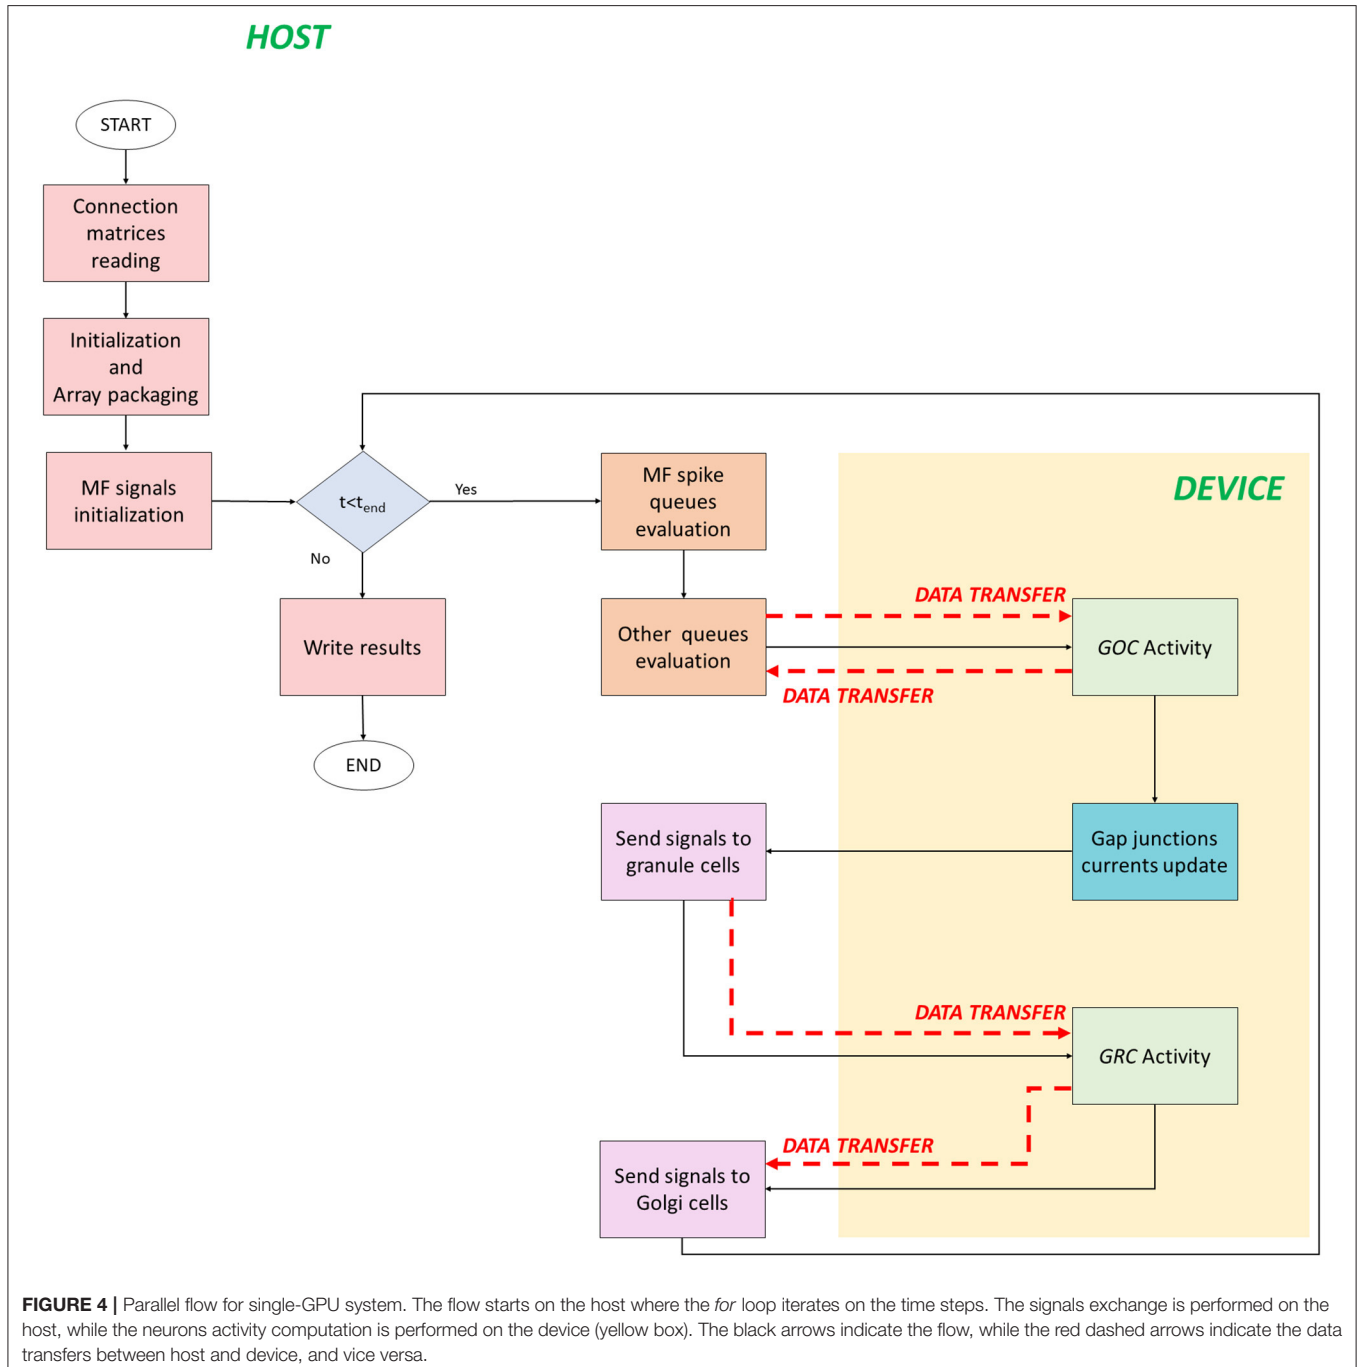 HOST
START
Connection
matrices
reading
Initialization
and
Array packaging
MF signals
initialization
t<tend
Yes
No
Write results
END
MF spike
queues
evaluation
DEVICE
Other queues
evaluation
DATA TRANSFER
GOC Activity
DATA TRANSFER
Send signals to
granule cells
Gap junctions
currents update
DATA TRANSFER
GRC Activity
DATA TRANSFER
Send signals to
Golgi cells
FIGURE 4 | Parallel flow for single-GPU system. The flow starts on the host where the for loop iterates on the time steps. The signals exchange is performed on the
host, while the neurons activity computation is performed on the device (yellow box). The black arrows indicate the flow, while the red dashed arrows indicate the data
transfers between host and device, and vice versa.